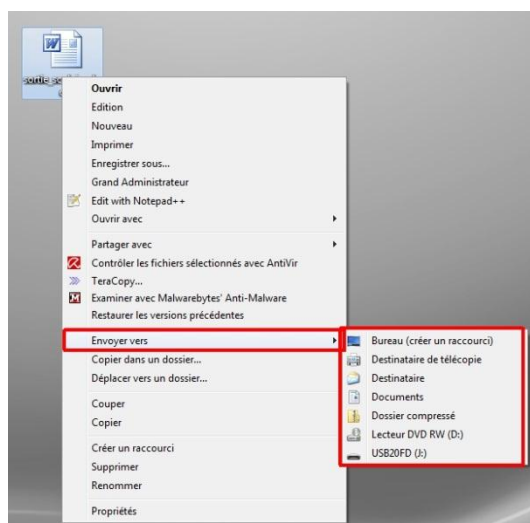 Ouvrir
Edition
Nouveau
Imprimer
Enregistrer sous...
Grand Administrateur
Edit with Notepad++
Ouvrir avec
Partager avec
Contrôler les fichiers sélectionnés avec AntiVir
TeraCopy...
Examiner avec Malwarebytes' Anti-Malware
Restaurer les versions précédentes
Envoyer vers
Copier dans un dossier...
Déplacer vers un dossier...
Couper
Copier
Créer un raccourci
Supprimer
Renommer
Propriétés
Bureau (créer un raccourci)
Destinataire de télécopie
Destinataire
Documents
Dossier compressé
Lecteur DVD RW (D:)
USB20FD (J:)